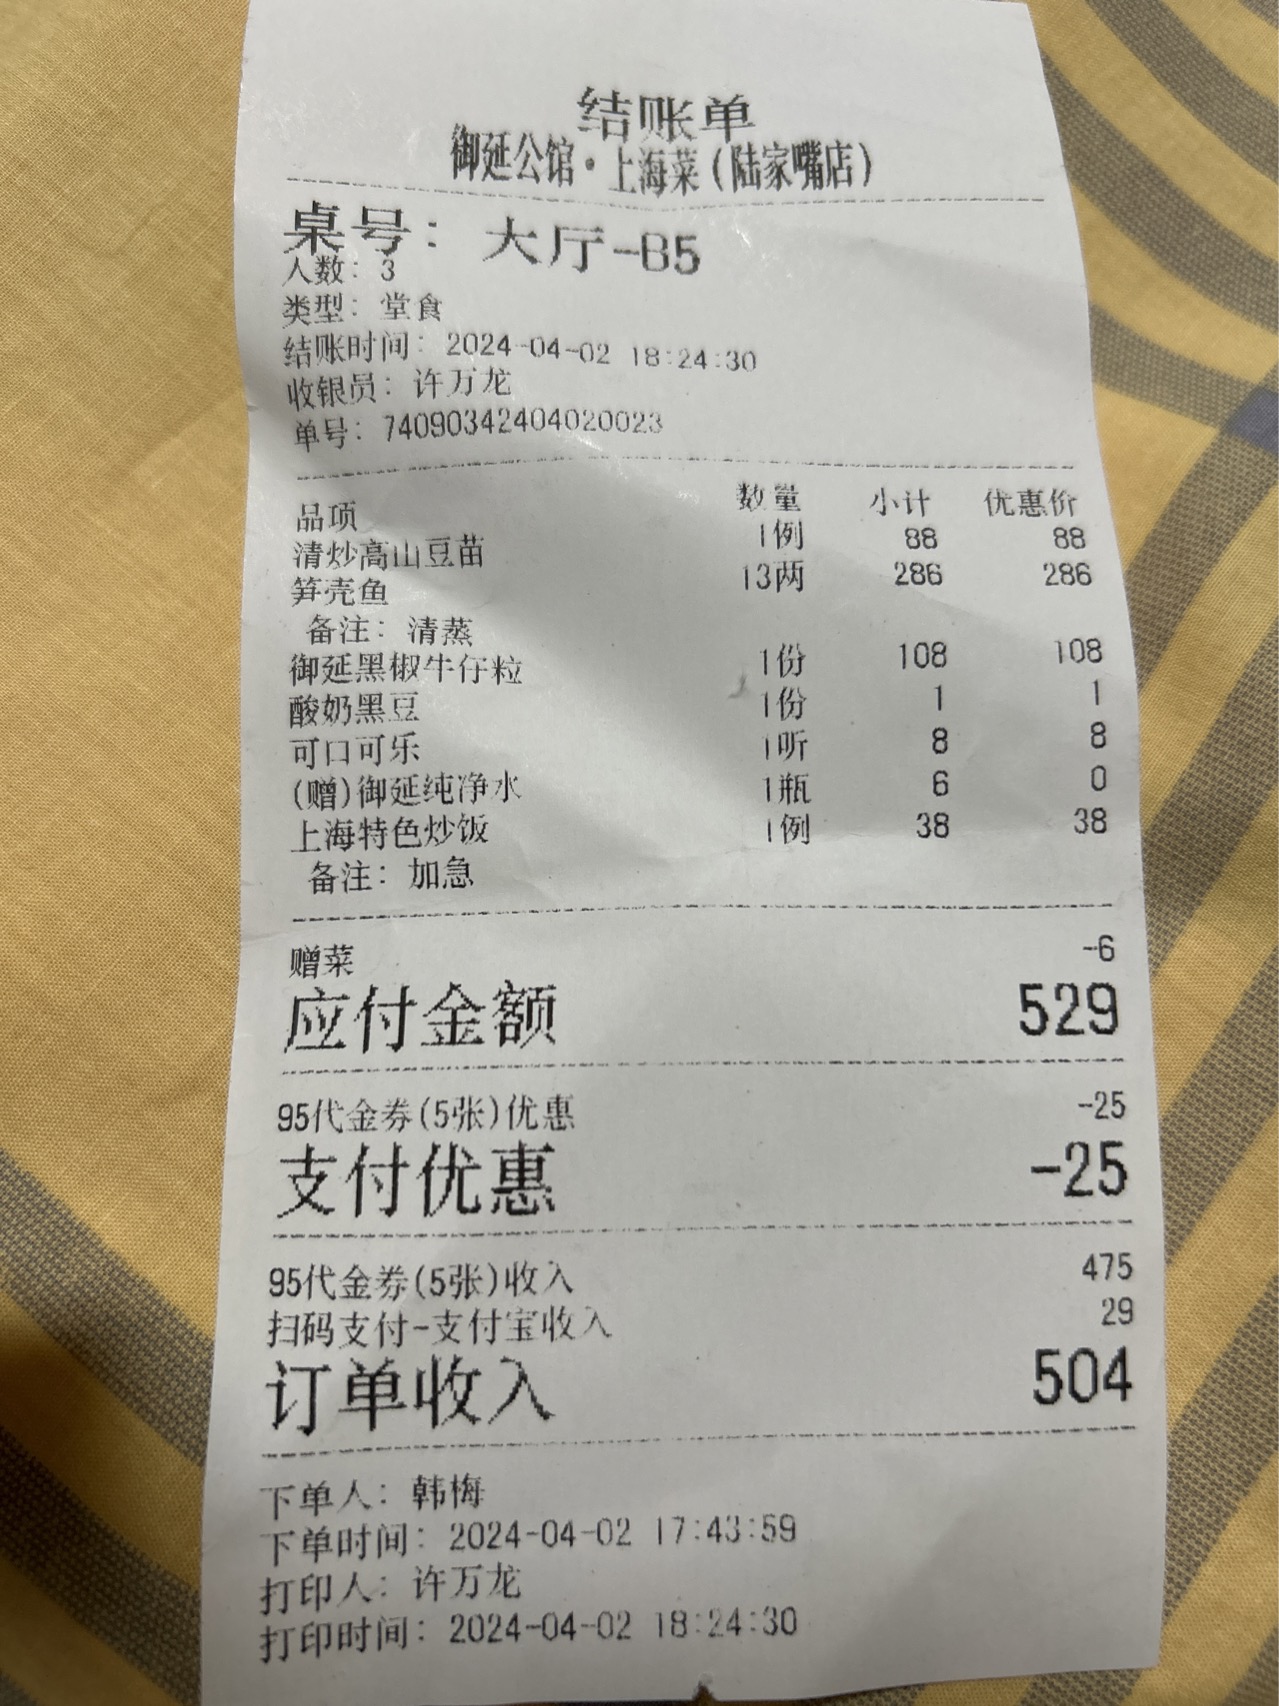 结账单
御延公馆·上海菜(陆家嘴店)
桌号: 大厅-B5
人数: 3
类型: 堂食
结账时间: 2024-04-02 18:24:30
收银员: 许万龙
单号: 74090342404020023
品项 数量 小计 优惠价
清炒高山豆苗 1例 88 88
笋壳鱼 13两 286 286
备注: 清蒸
御延黑椒牛仔粒 1份 108 108
酸奶黑豆 1份 1 1
可口可乐 1听 8 8
(赠)御延纯净水 1瓶 6 0
上海特色炒饭 1例 38 38
备注: 加急
赠菜 -6
应付金额 529
95代金券(5张)优惠 -25
支付优惠 -25
95代金券(5张)收入 475
扫码支付-支付宝收入 29
订单收入 504
下单人: 韩梅
下单时间: 2024-04-02 17:43:59
打印人: 许万龙
打印时间: 2024-04-02 18:24:30